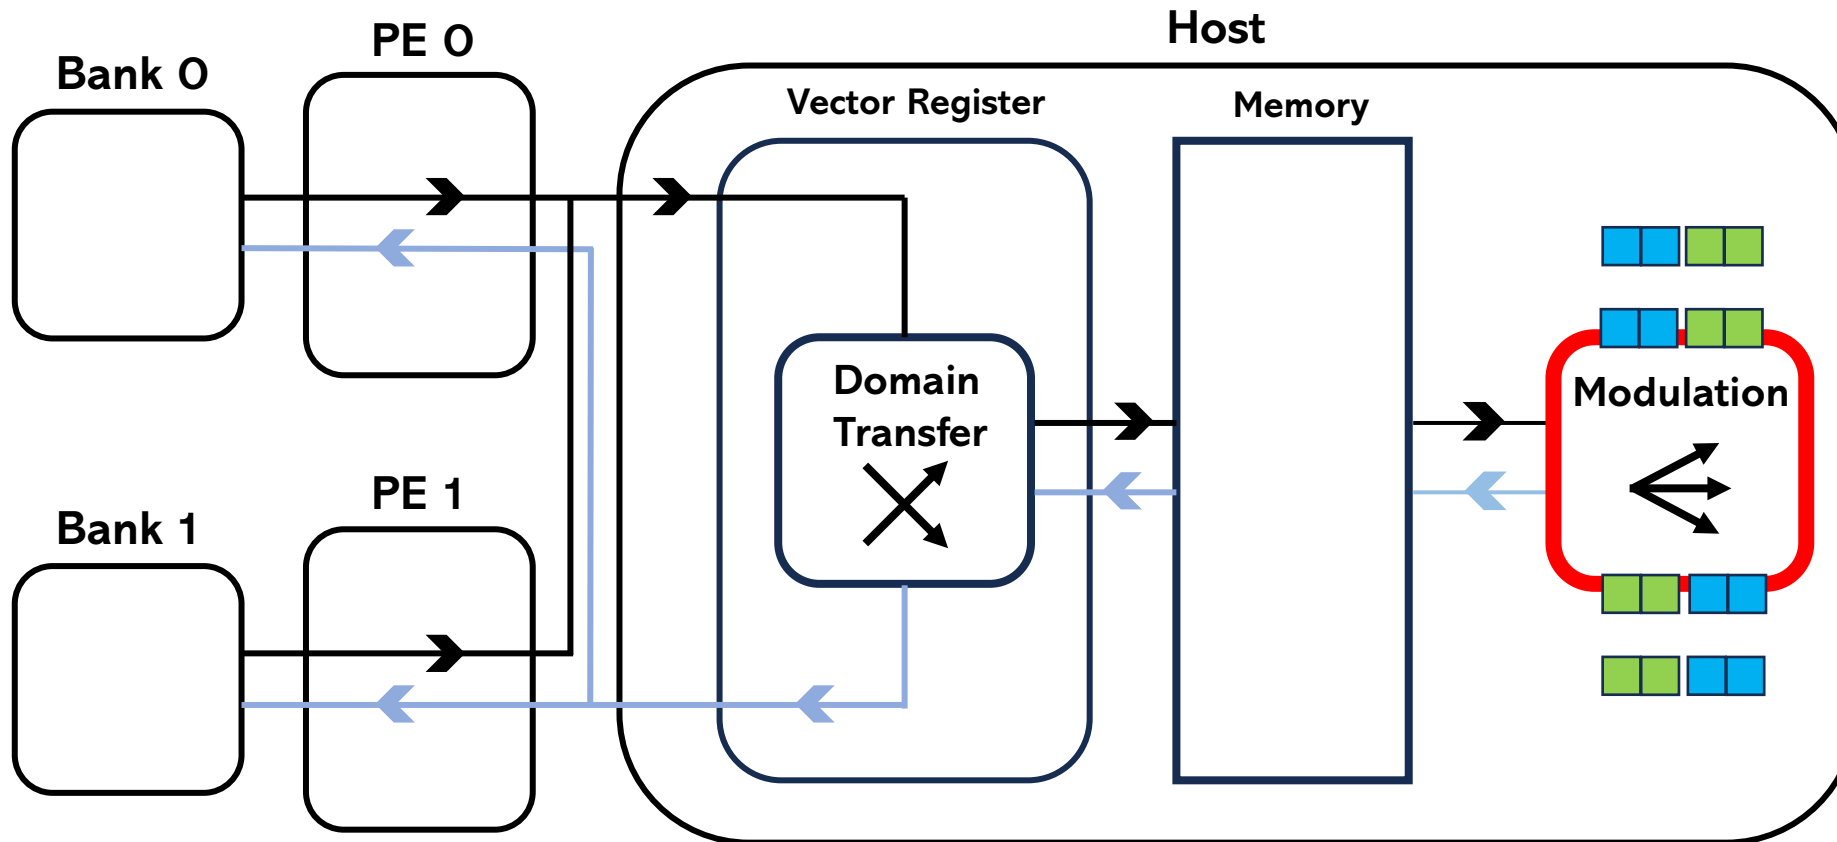 Host
PE 0
Bank 0
Vector Register
Memory
Domain
Transfer
Modulation
PE 1
Bank 1